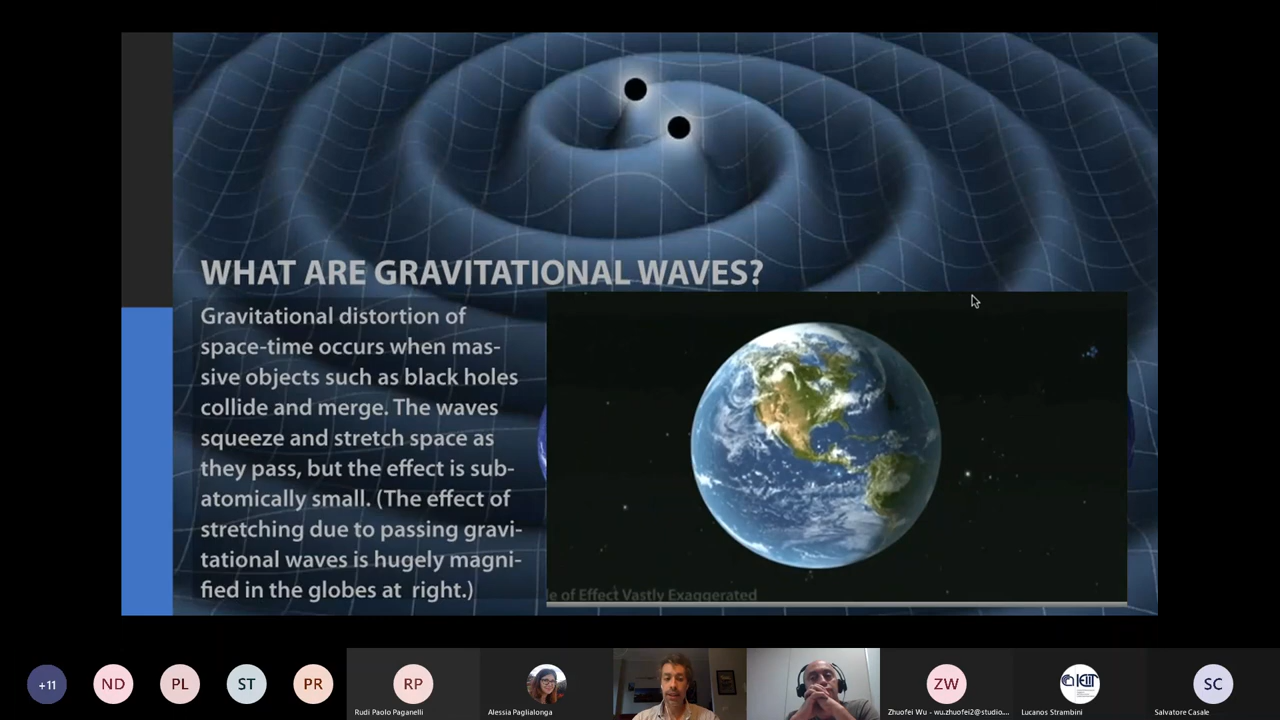 WHAT ARE GRAVITATIONAL WAVES?
Gravitational distortion of
space-time occurs when mas-
sive objects such as black holes
collide and merge. The waves
squeeze and stretch space as
they pass, but the effect is sub-
atomically small. (The effect of
stretching due to passing gravi-
tational waves is hugely magni-
fied in the globes at right.)
le of Effect Vastly Exaggerated
+11
ND
PL
ST
PR
RP
ZW
IEIIT
SC
Rudi Paolo Paganelli
Alessia Paglialonga
Zhuofei Wu - wu.zhuofei2@studio....
Lucanos Strambini
Salvatore Casale